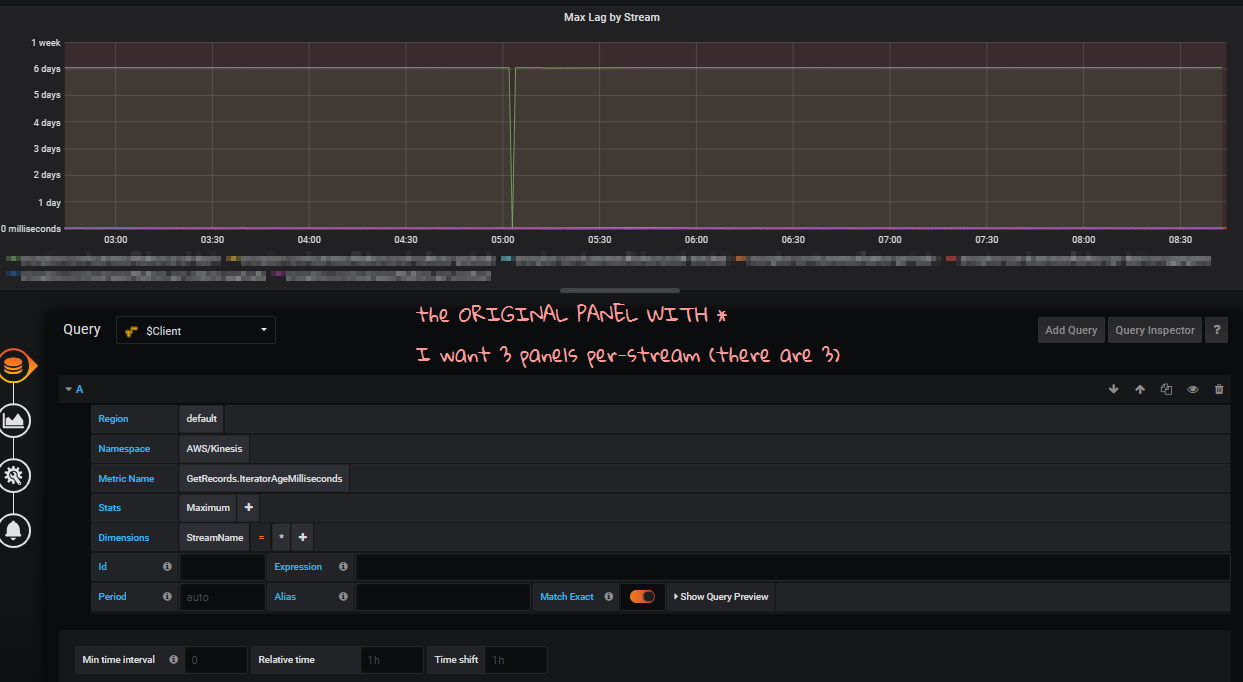 Max Lag by Stream
1 week
6 days
5 days
4 days
3 days
2 days
1 day
0 milliseconds
03:00 03:30 04:00 04:30 05:00 05:30 06:00 06:30 07:00 07:30 08:00 08:30
the ORIGINAL PANEL WITH *
I want 3 panels per-stream (there are 3)
Query $Client Add Query Query Inspector ?
A
Region default
Namespace AWS/Kinesis
Metric Name GetRecords.IteratorAgeMilliseconds
Stats Maximum +
Dimensions StreamName = * +
Id Expression
Period auto Alias Match Exact Show Query Preview
Min time interval 0 Relative time 1h Time shift 1h